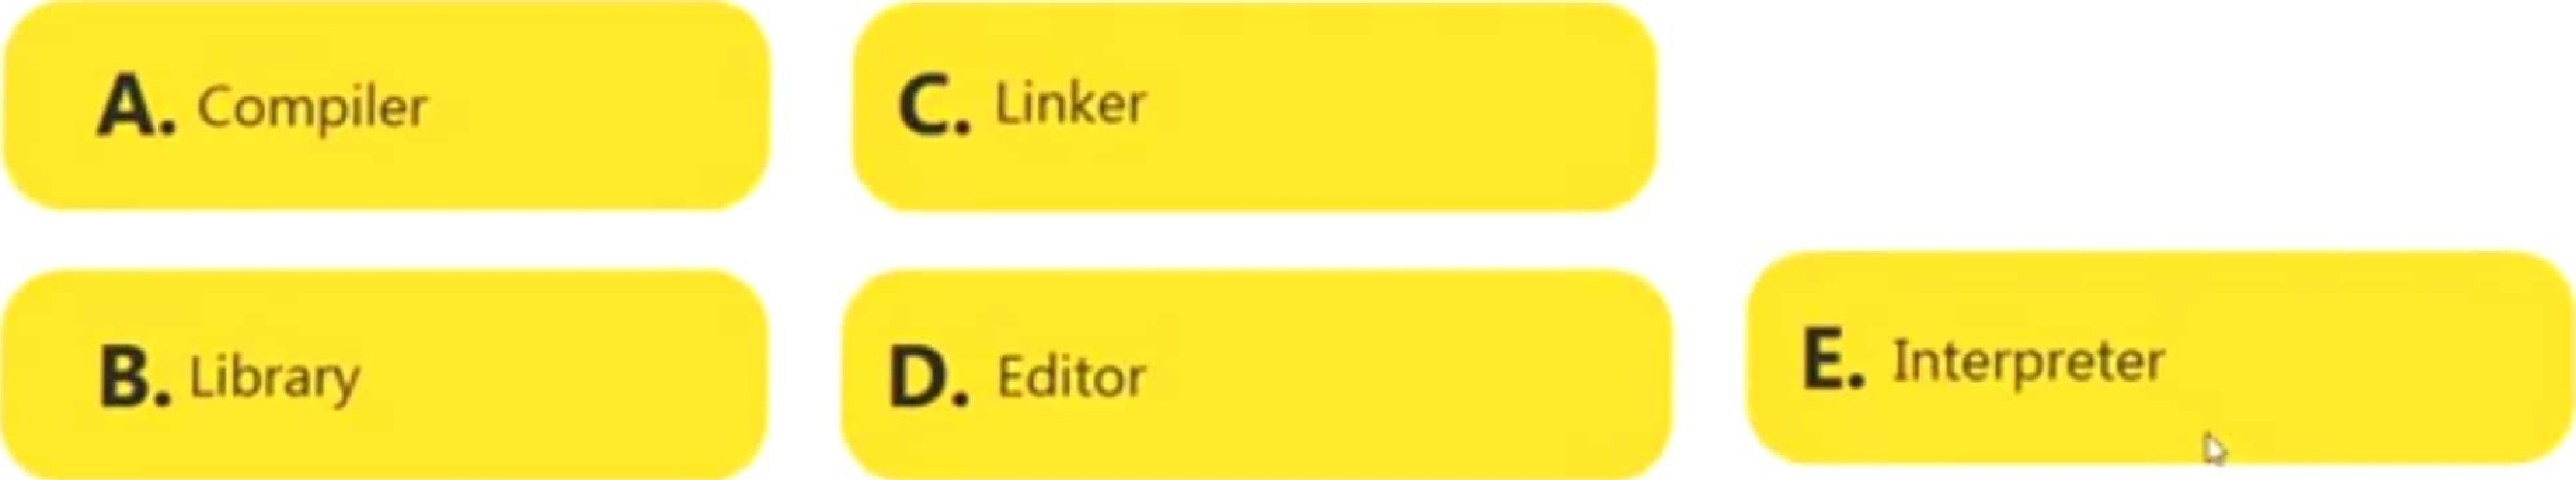 A. Compiler
B. Library
C. Linker
D. Editor
E. Interpreter